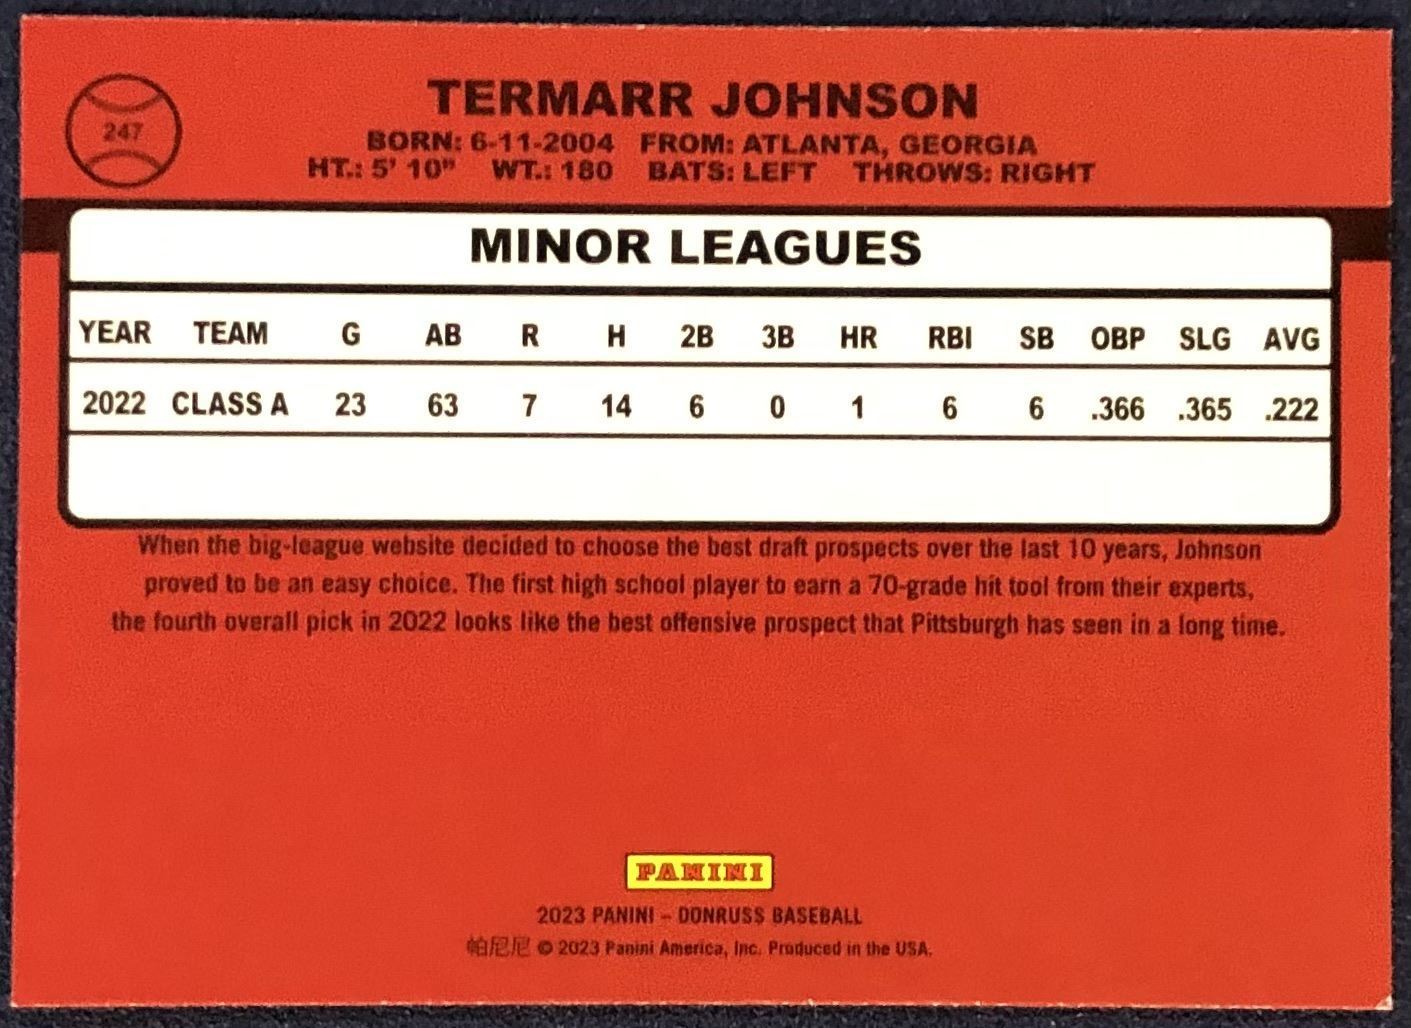 247
TERMARR JOHNSON
BORN: 6-11-2004 FROM: ATLANTA, GEORGIA
HT.: 5' 10" WT.: 180 BATS: LEFT THROWS: RIGHT
MINOR LEAGUES
YEAR TEAM G AB R H 2B 3B HR RBI SB OBP SLG AVG
2022 CLASS A 23 63 7 14 6 0 1 6 6 .366 .365 .222
When the big-league website decided to choose the best draft prospects over the last 10 years, Johnson
proved to be an easy choice. The first high school player to earn a 70-grade hit tool from their experts,
the fourth overall pick in 2022 looks like the best offensive prospect that Pittsburgh has seen in a long time.
PANINI
2023 PANINI – DONRUSS BASEBALL
帕尼尼 © 2023 Panini America, Inc. Produced in the USA.